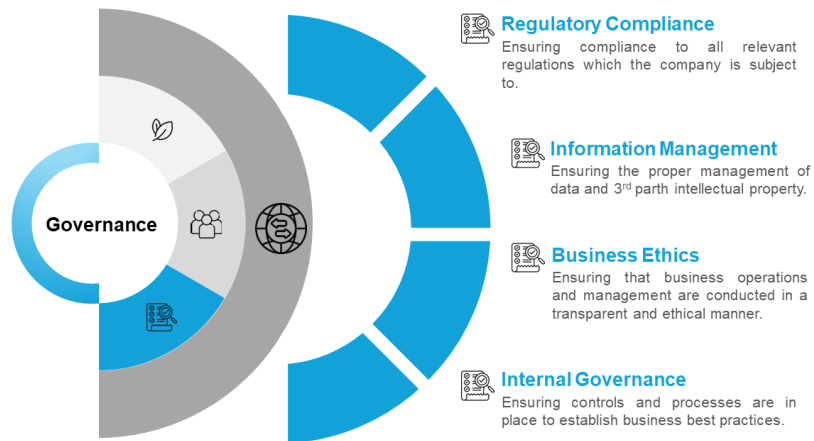 Governance
Regulatory Compliance
Ensuring compliance to all relevant
regulations which the company is subject
to.
Information Management
Ensuring the proper management of
data and 3rd parth intellectual property.
Business Ethics
Ensuring that business operations
and management are conducted in a
transparent and ethical manner.
Internal Governance
Ensuring controls and processes are in
place to establish business best practices.